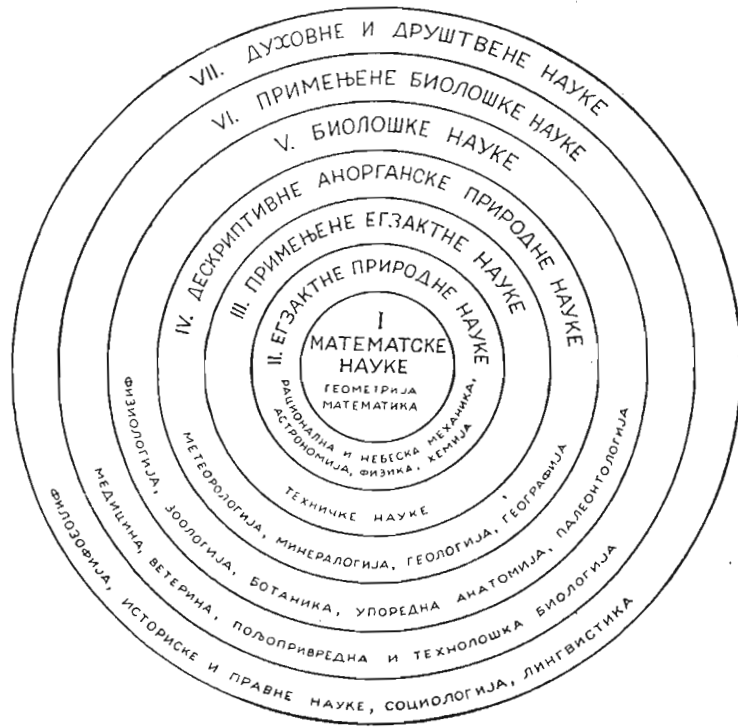 VII. ДУХОВНЕ И ДРУШТВЕНЕ НАУКЕ
VI. ПРИМЕЊЕНЕ БИОЛОШКЕ НАУКЕ
V. БИОЛОШКЕ НАУКЕ
IV. ДЕСКРИПТИВНЕ АНОРГАНСКЕ ПРИРОДНЕ НАУКЕ
III. ПРИМЕЊЕНЕ ЕГЗАКТНЕ НАУКЕ
II. ЕГЗАКТНЕ ПРИРОДНЕ НАУКЕ
I
МАТЕМАТСКЕ
НАУКЕ
ГЕОМЕТРИЈА
МАТЕМАТИКА
РАЦИОНАЛНА И НЕБЕСКА МЕХАНИКА,
АСТРОНОМИЈА, ФИЗИКА, ХЕМИЈА
ТЕХНИЧКЕ НАУКЕ
МЕТЕОРОЛОГИЈА, МИНЕРАЛОГИЈА, ГЕОЛОГИЈА, ГЕОГРАФИЈА
ФИЗИОЛОГИЈА, ЗООЛОГИЈА, БОТАНИКА, УПОРЕДНА АНАТОМИЈА, ПАЛЕОНТОЛОГИЈА
МЕДИЦИНА, ВЕТЕРИНА, ПОЉОПРИВРЕДНА И ТЕХНОЛОШКА БИОЛОГИЈА
ФИЛОЗОФИЈА, ИСТОРИСКЕ И ПРАВНЕ НАУКЕ, СОЦИОЛОГИЈА, ЛИНГВИСТИКА